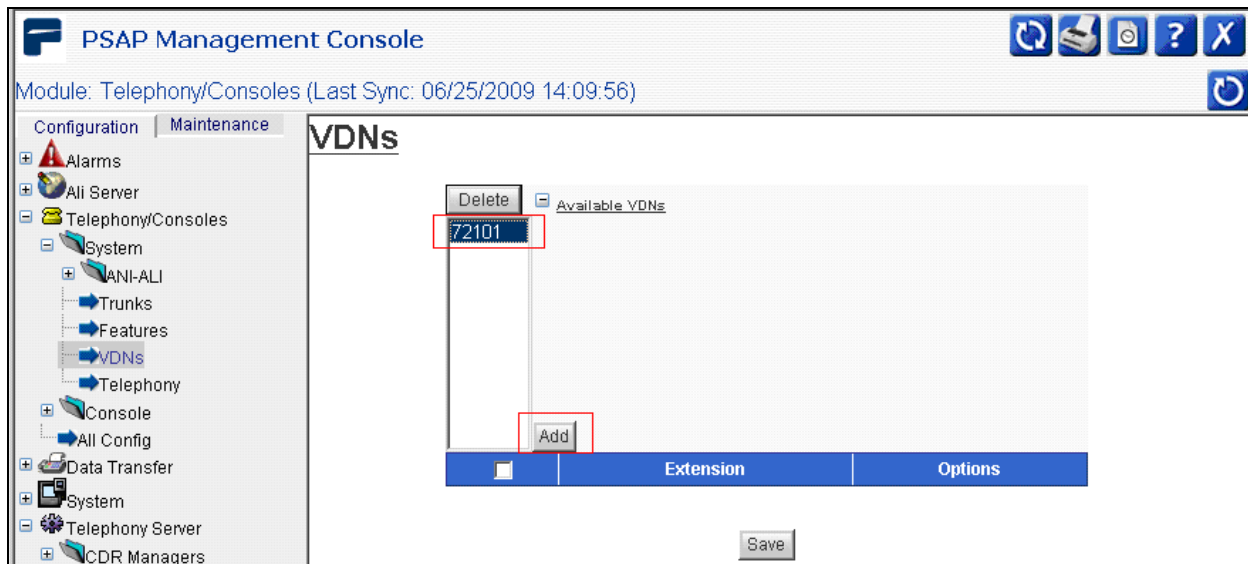 PSAP Management Console
Module: Telephony/Consoles (Last Sync: 06/25/2009 14:09:56)
Configuration Maintenance
Alarms
Ali Server
Telephony/Consoles
System
ANI-ALI
Trunks
Features
VDNs
Telephony
Console
All Config
Data Transfer
System
Telephony Server
CDR Managers
VDNs
Delete Available VDNs
72101
Add
Extension Options
Save